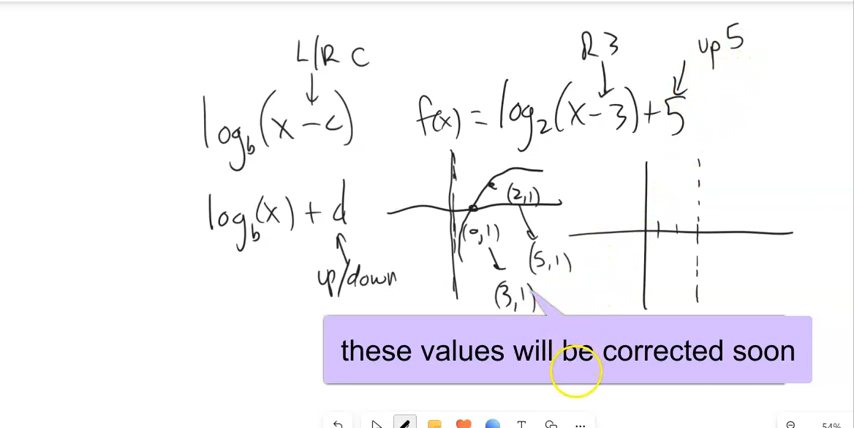 L/R C
log_b(x-c)
log_b(x)+d
up/down
R 3
up 5
f(x)=log_2(x-3)+5
(2,1)
(0,1)
(5,1)
(3,1)
these values will be corrected soon
T
54%